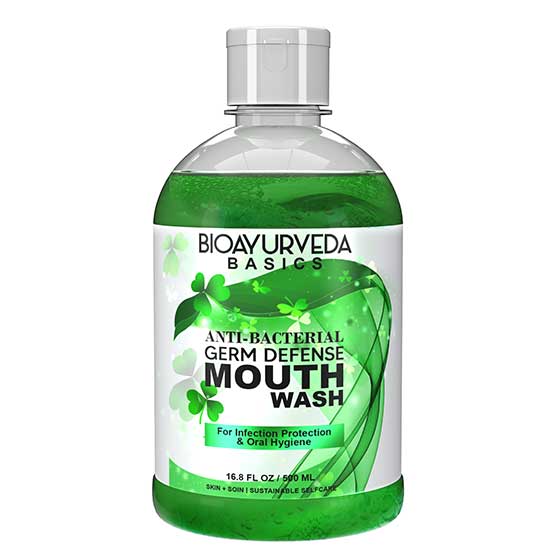 BIOAYURVEDA
BASICS
ANTI-BACTERIAL
GERM DEFENSE
MOUTH
WASH
For Infection Protection
& Oral Hygiene
16.8 FL OZ / 500 ML
SKIN + SOIN | SUSTAINABLE SELFCARE